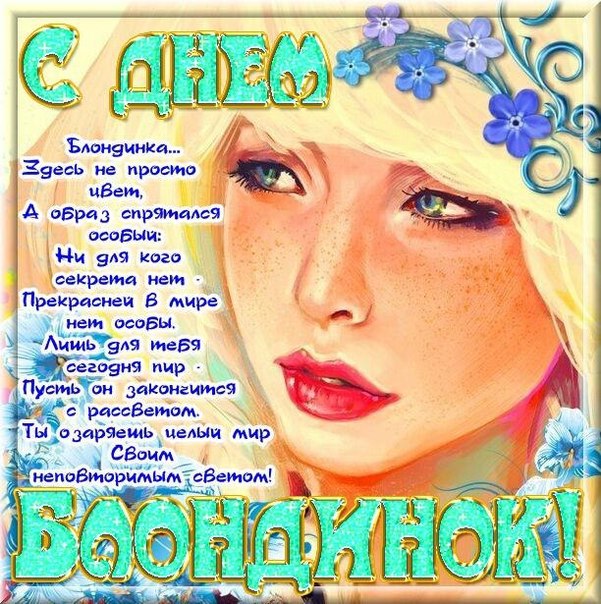 С ДНЕМ
Блондинка...
Здесь не просто
цвет,
А образ спрятался
особый:
Ни для кого
секрета нет -
Прекрасней в мире
нет особы.
Лишь для тебя
сегодня пир -
Пусть он закончится
с рассветом.
Ты озаряешь целый мир
Своим
неповторимым светом!
БЛОНДИНОК!